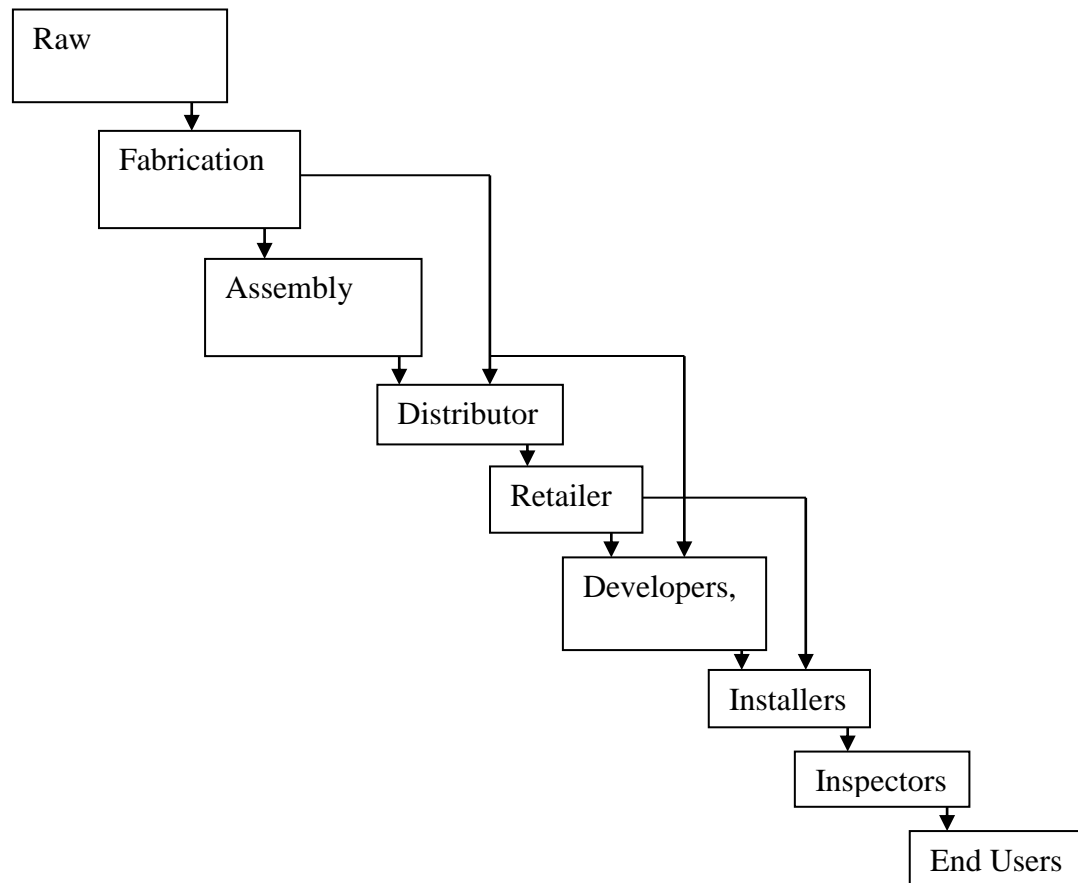 Raw
Fabrication
Assembly
Distributor
Retailer
Developers,
Installers
Inspectors
End Users